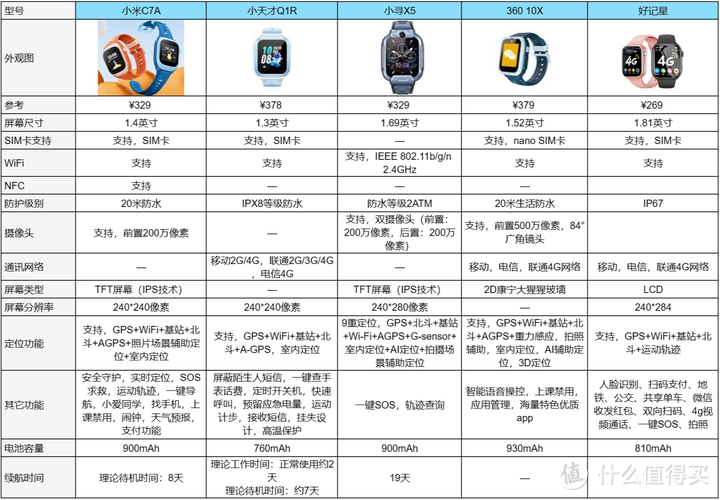 型号 小米C7A 小天才Q1R 小寻X5 360 10X 好记星
外观图
4G 4G
参考 ¥329 ¥378 ¥329 ¥379 ¥269
屏幕尺寸 1.4英寸 1.3英寸 1.69英寸 1.52英寸 1.81英寸
SIM卡支持 支持，SIM卡 支持，SIM卡 — 支持，nano SIM卡 支持，SIM卡
WiFi 支持 支持 支持，IEEE 802.11b/g/n
2.4GHz 支持 支持
NFC 支持 — — — —
防护级别 20米防水 IPX8等级防水 防水等级2ATM 20米生活防水 IP67
摄像头 支持，前置200万像素 — 支持，双摄像头（前置：
200万像素，后置：200万
像素） 支持，前置500万像素，84°
广角镜头
通讯网络 — 移动2G/4G，联通2G/3G/4G
，电信4G — 移动，电信，联通4G网络 移动，电信，联通4G网络
屏幕类型 TFT屏幕（IPS技术） — TFT屏幕（IPS技术） 2D康宁大猩猩玻璃 LCD
屏幕分辨率 240*240像素 240*240像素 240*280像素 — 240*284
定位功能 支持，GPS+WiFi+基站+北
斗+AGPS+照片场景辅助定
位+室内定位 支持，GPS+WiFi+基站+北
斗+A-GPS，室内定位 9重定位，GPS+北斗+基站
+Wi-Fi+AGPS+G-sensor+
室内定位+AI定位+拍摄场
景辅助定位 支持，GPS+WiFi+基站+北
斗+AGPS+重力感应，拍照
辅助，室内定位，AI辅助定
位，3D定位 支持，GPS+WiFi+基站+北
斗+运动轨迹
其它功能 安全守护，实时定位，SOS
求救，运动轨迹，一键导
航，小爱同学，找手机，上
课禁用，闹钟，天气预报，
支付功能 屏蔽陌生人短信，一键查手
表话费，定时开关机，快速
呼叫，预留应急电量，运动
计步，接收短信，挂失设
计，高温保护 一键SOS，轨迹查询 智能语音操控，上课禁用，
应用管理，海量特色优质
app 人脸识别、扫码支付、地
铁、公交、共享单车、微信
收发红包、双向扫码、4g视
频通话、一键SOS、拍照
电池容量 900mAh 760mAh 900mAh 930mAh 810mAh
续航时间 理论待机时间：8天 理论工作时间：正常使用约2
天
理论待机时间：约7天 19天 —
值 什么值得买